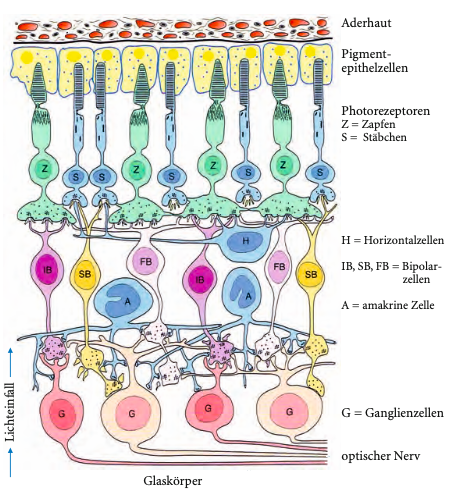 Aderhaut
Pigment-
epithelzellen
Photorezeptoren
Z = Zapfen
S = Stäbchen
Z S S Z S Z S Z S
H
H = Horizontalzellen
IB SB FB IB FB SB
IB, SB, FB = Bipolar-
zellen
A A
A = amakrine Zelle
G G G G
G = Ganglienzellen
Lichteinfall
optischer Nerv
Glaskörper